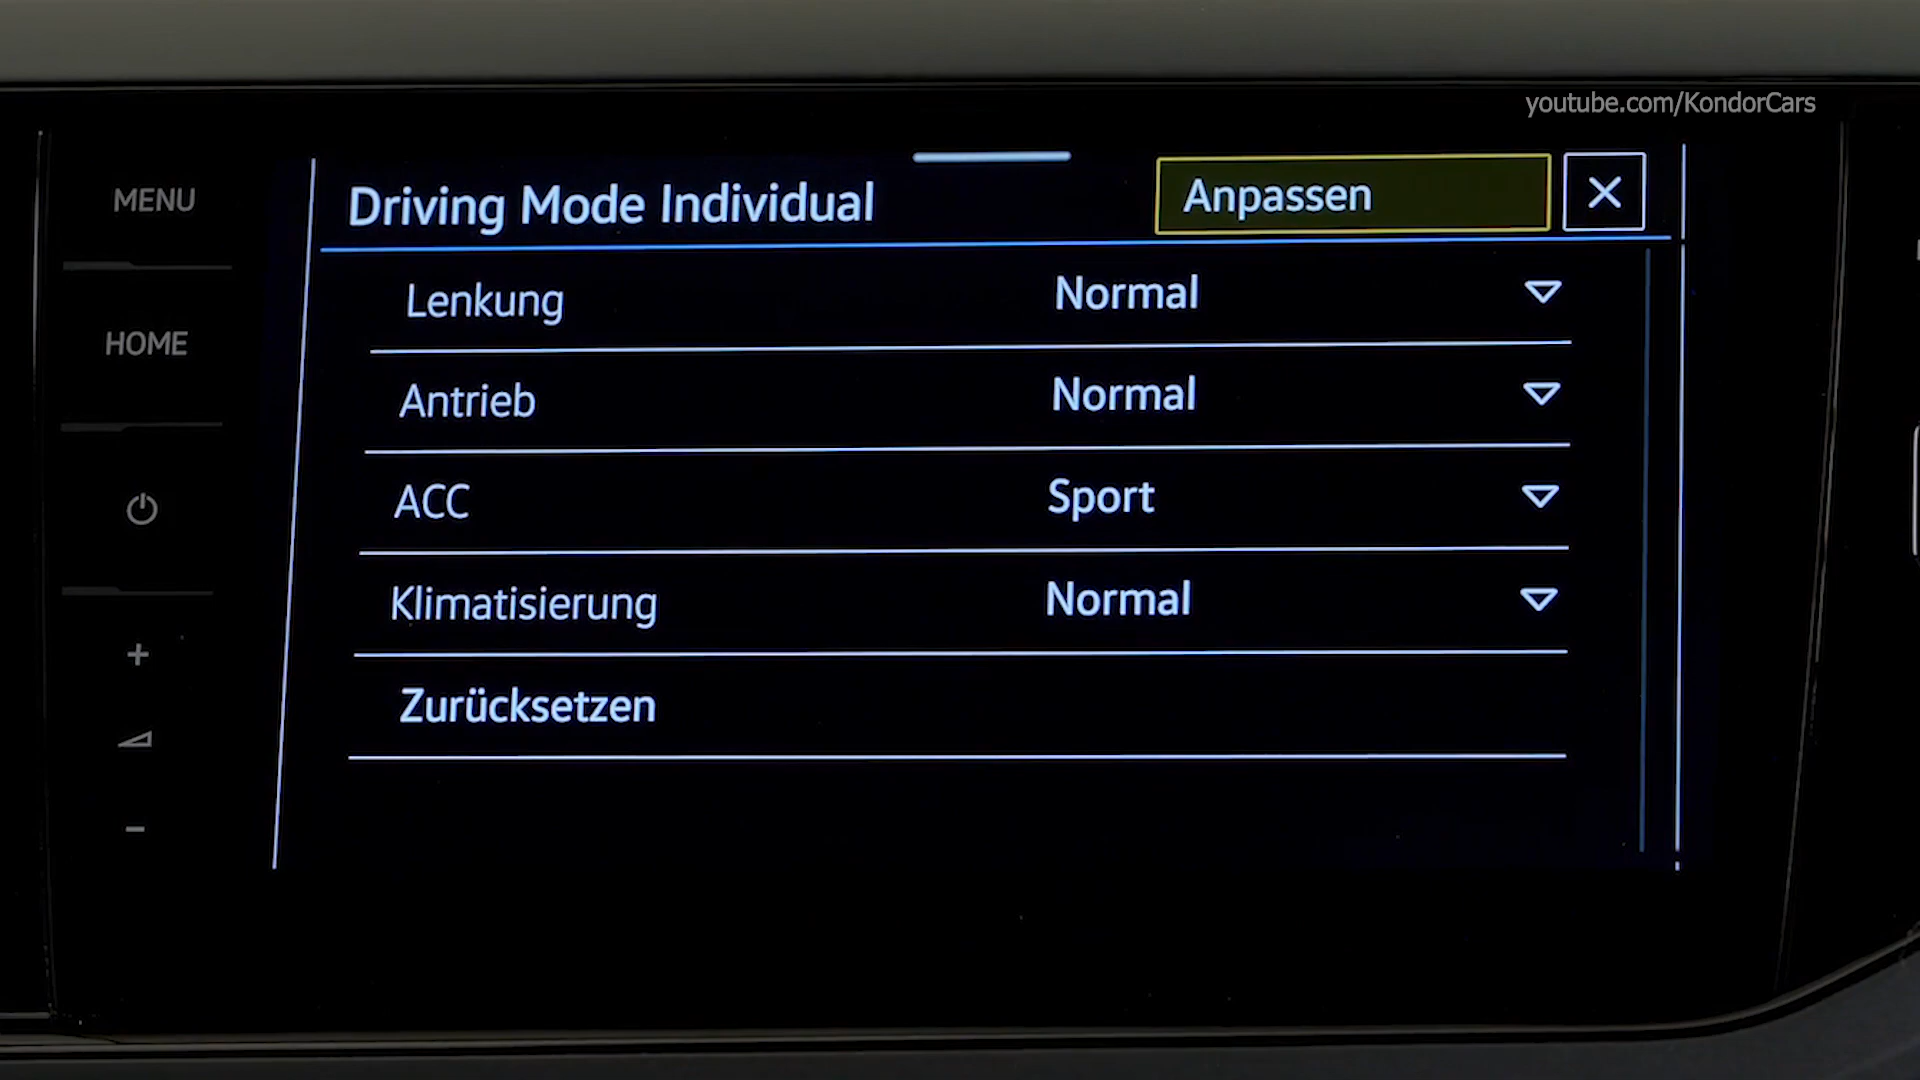 youtube.com/KondorCars
MENU
HOME
Driving Mode Individual
Anpassen
Lenkung Normal
Antrieb Normal
ACC Sport
Klimatisierung Normal
Zurücksetzen